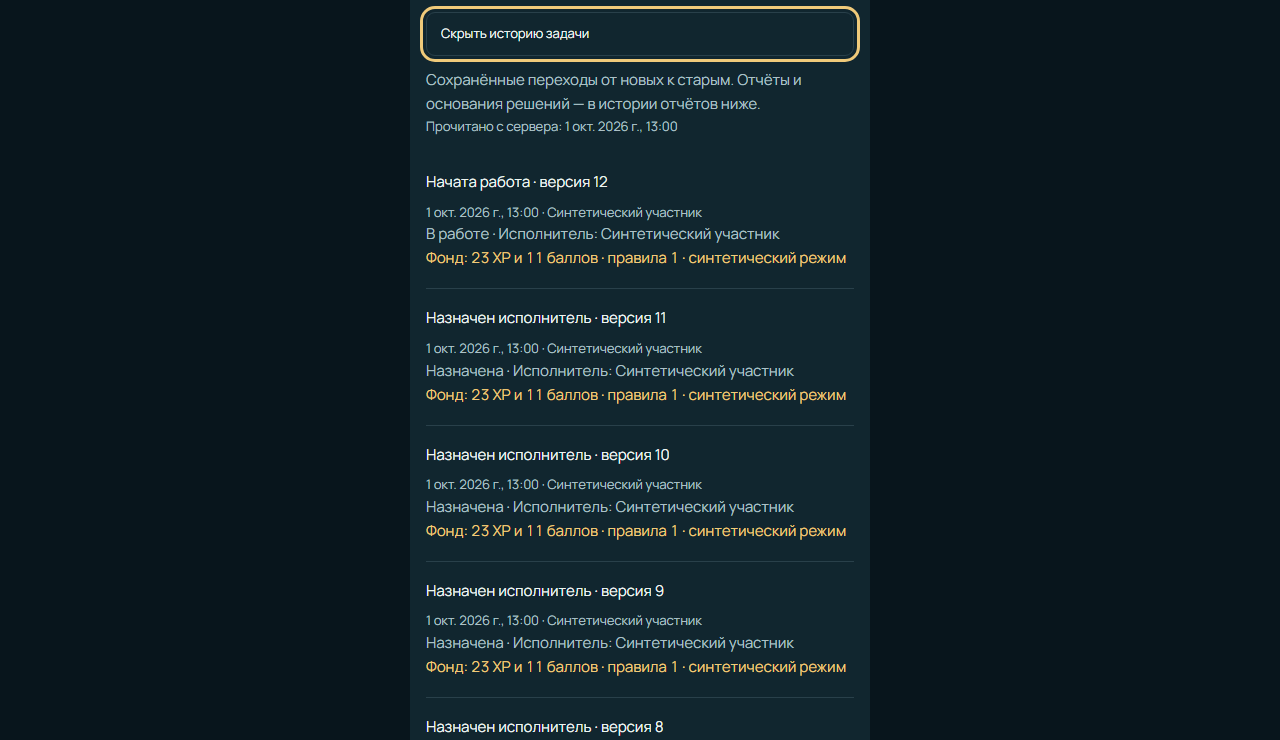 Скрыть историю задачи
Сохранённые переходы от новых к старым. Отчёты и
основания решений — в истории отчётов ниже.
Прочитано с сервера: 1 окт. 2026 г., 13:00
Начата работа · версия 12
1 окт. 2026 г., 13:00 · Синтетический участник
В работе · Исполнитель: Синтетический участник
Фонд: 23 XP и 11 баллов · правила 1 · синтетический режим
Назначен исполнитель · версия 11
1 окт. 2026 г., 13:00 · Синтетический участник
Назначена · Исполнитель: Синтетический участник
Фонд: 23 XP и 11 баллов · правила 1 · синтетический режим
Назначен исполнитель · версия 10
1 окт. 2026 г., 13:00 · Синтетический участник
Назначена · Исполнитель: Синтетический участник
Фонд: 23 XP и 11 баллов · правила 1 · синтетический режим
Назначен исполнитель · версия 9
1 окт. 2026 г., 13:00 · Синтетический участник
Назначена · Исполнитель: Синтетический участник
Фонд: 23 XP и 11 баллов · правила 1 · синтетический режим
Назначен исполнитель · версия 8